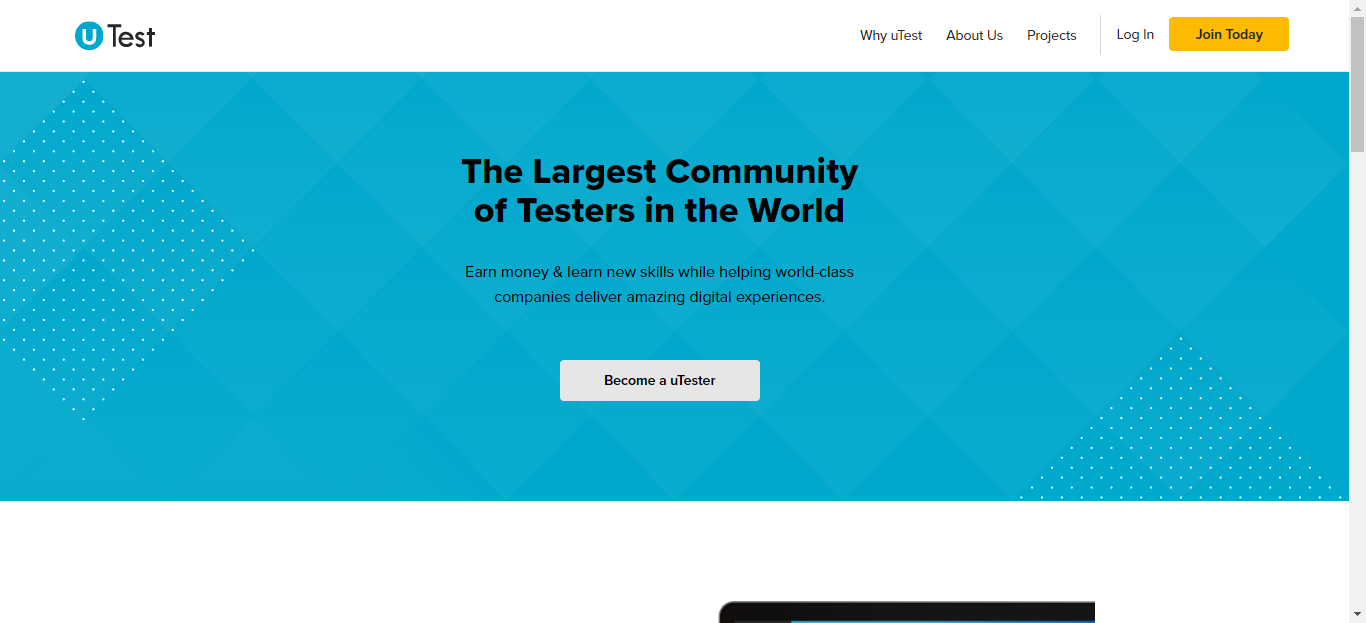 uTest
Why uTest
About Us
Projects
Log In
Join Today
The Largest Community
of Testers in the World
Earn money & learn new skills while helping world-class
companies deliver amazing digital experiences.
Become a uTester